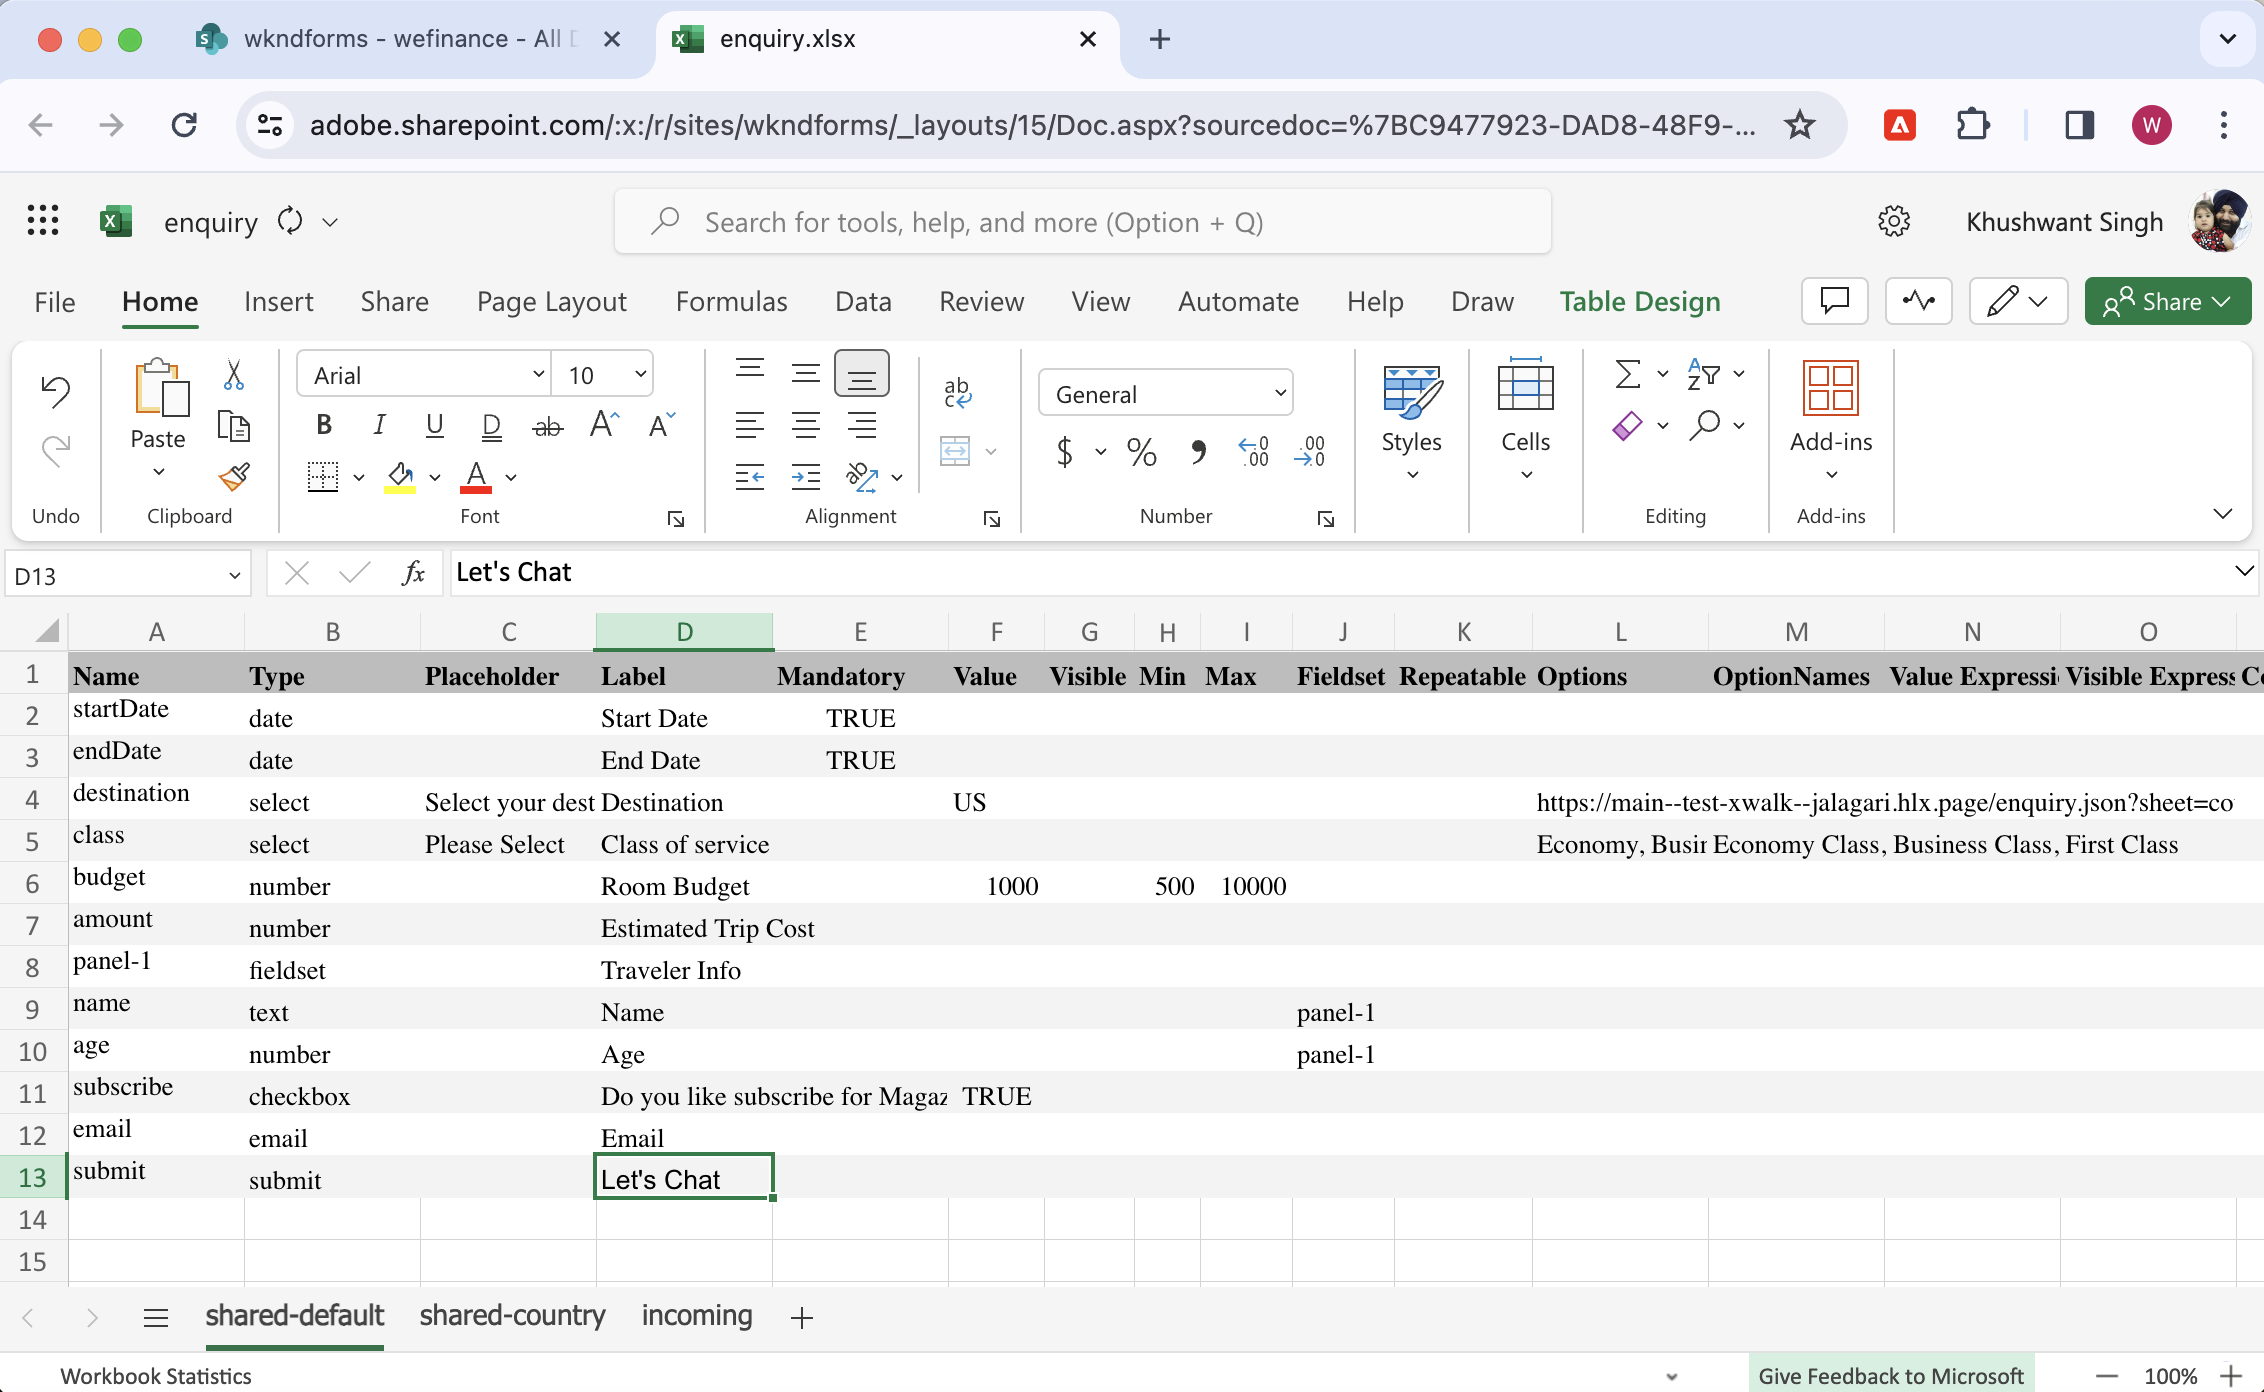 wkndforms - wefinance - All
enquiry.xlsx
adobe.sharepoint.com/:x:/r/sites/wkndforms/_layouts/15/Doc.aspx?sourcedoc=%7BC9477923-DAD8-48F9-...
W
enquiry
Search for tools, help, and more (Option + Q)
Khushwant Singh
File Home Insert Share Page Layout Formulas Data Review View Automate Help Draw Table Design Share
Arial 10 General
Paste Styles Cells Add-ins
Undo Clipboard Font Alignment Number Editing Add-ins
D13 fx Let's Chat
A B C D E F G H I J K L M N O
1 Name Type Placeholder Label Mandatory Value Visible Min Max Fieldset Repeatable Options OptionNames Value Expressi Visible Express
2 startDate date Start Date TRUE
3 endDate date End Date TRUE
4 destination select Select your dest Destination US https://main--test-xwalk--jalagari.hlx.page/enquiry.json?sheet=co
5 class select Please Select Class of service Economy, Busir Economy Class, Business Class, First Class
6 budget number Room Budget 1000 500 10000
7 amount number Estimated Trip Cost
8 panel-1 fieldset Traveler Info
9 name text Name panel-1
10 age number Age panel-1
11 subscribe checkbox Do you like subscribe for Magaz TRUE
12 email email Email
13 submit submit Let's Chat
14
15
shared-default shared-country incoming
Workbook Statistics Give Feedback to Microsoft 100%